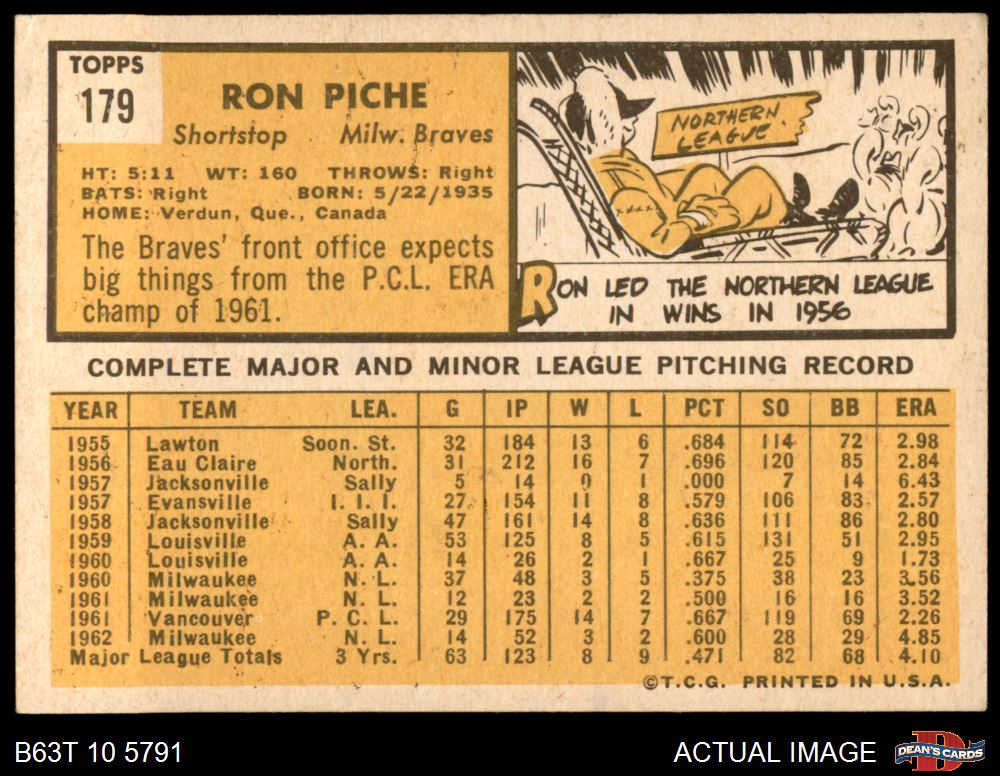 TOPPS
179
RON PICHE
Shortstop Milw. Braves
HT: 5:11 WT: 160 THROWS: Right
BATS: Right BORN: 5/22/1935
HOME: Verdun, Que., Canada
The Braves' front office expects
big things from the P.C.L. ERA
champ of 1961.
NORTHERN
LEAGUE.
RON LED THE NORTHERN LEAGUE
IN WINS IN 1956
COMPLETE MAJOR AND MINOR LEAGUE PITCHING RECORD
YEAR TEAM LEA. G IP W L PCT SO BB ERA
1955 Lawton Soon. St. 32 184 13 6 .684 114 72 2.98
1956 Eau Claire North. 31 212 16 7 .696 120 85 2.84
1957 Jacksonville Sally 5 14 0 1 .000 7 14 6.43
1957 Evansville I. I. I. 27 154 11 8 .579 106 83 2.57
1958 Jacksonville Sally 47 161 14 8 .636 111 86 2.80
1959 Louisville A. A. 53 125 8 5 .615 131 51 2.95
1960 Louisville A. A. 14 26 2 1 .667 25 9 1.73
1960 Milwaukee N. L. 37 48 3 5 .375 38 23 3.56
1961 Milwaukee N. L. 12 23 2 2 .500 16 16 3.52
1961 Vancouver P. C. L. 29 175 14 7 .667 119 69 2.26
1962 Milwaukee N. L. 14 52 3 2 .600 28 29 4.85
Major League Totals 3 Yrs. 63 123 8 9 .471 82 68 4.10
©T.C.G. PRINTED IN U.S.A.
B63T 10 5791
ACTUAL IMAGE
DEAN'S CARDS